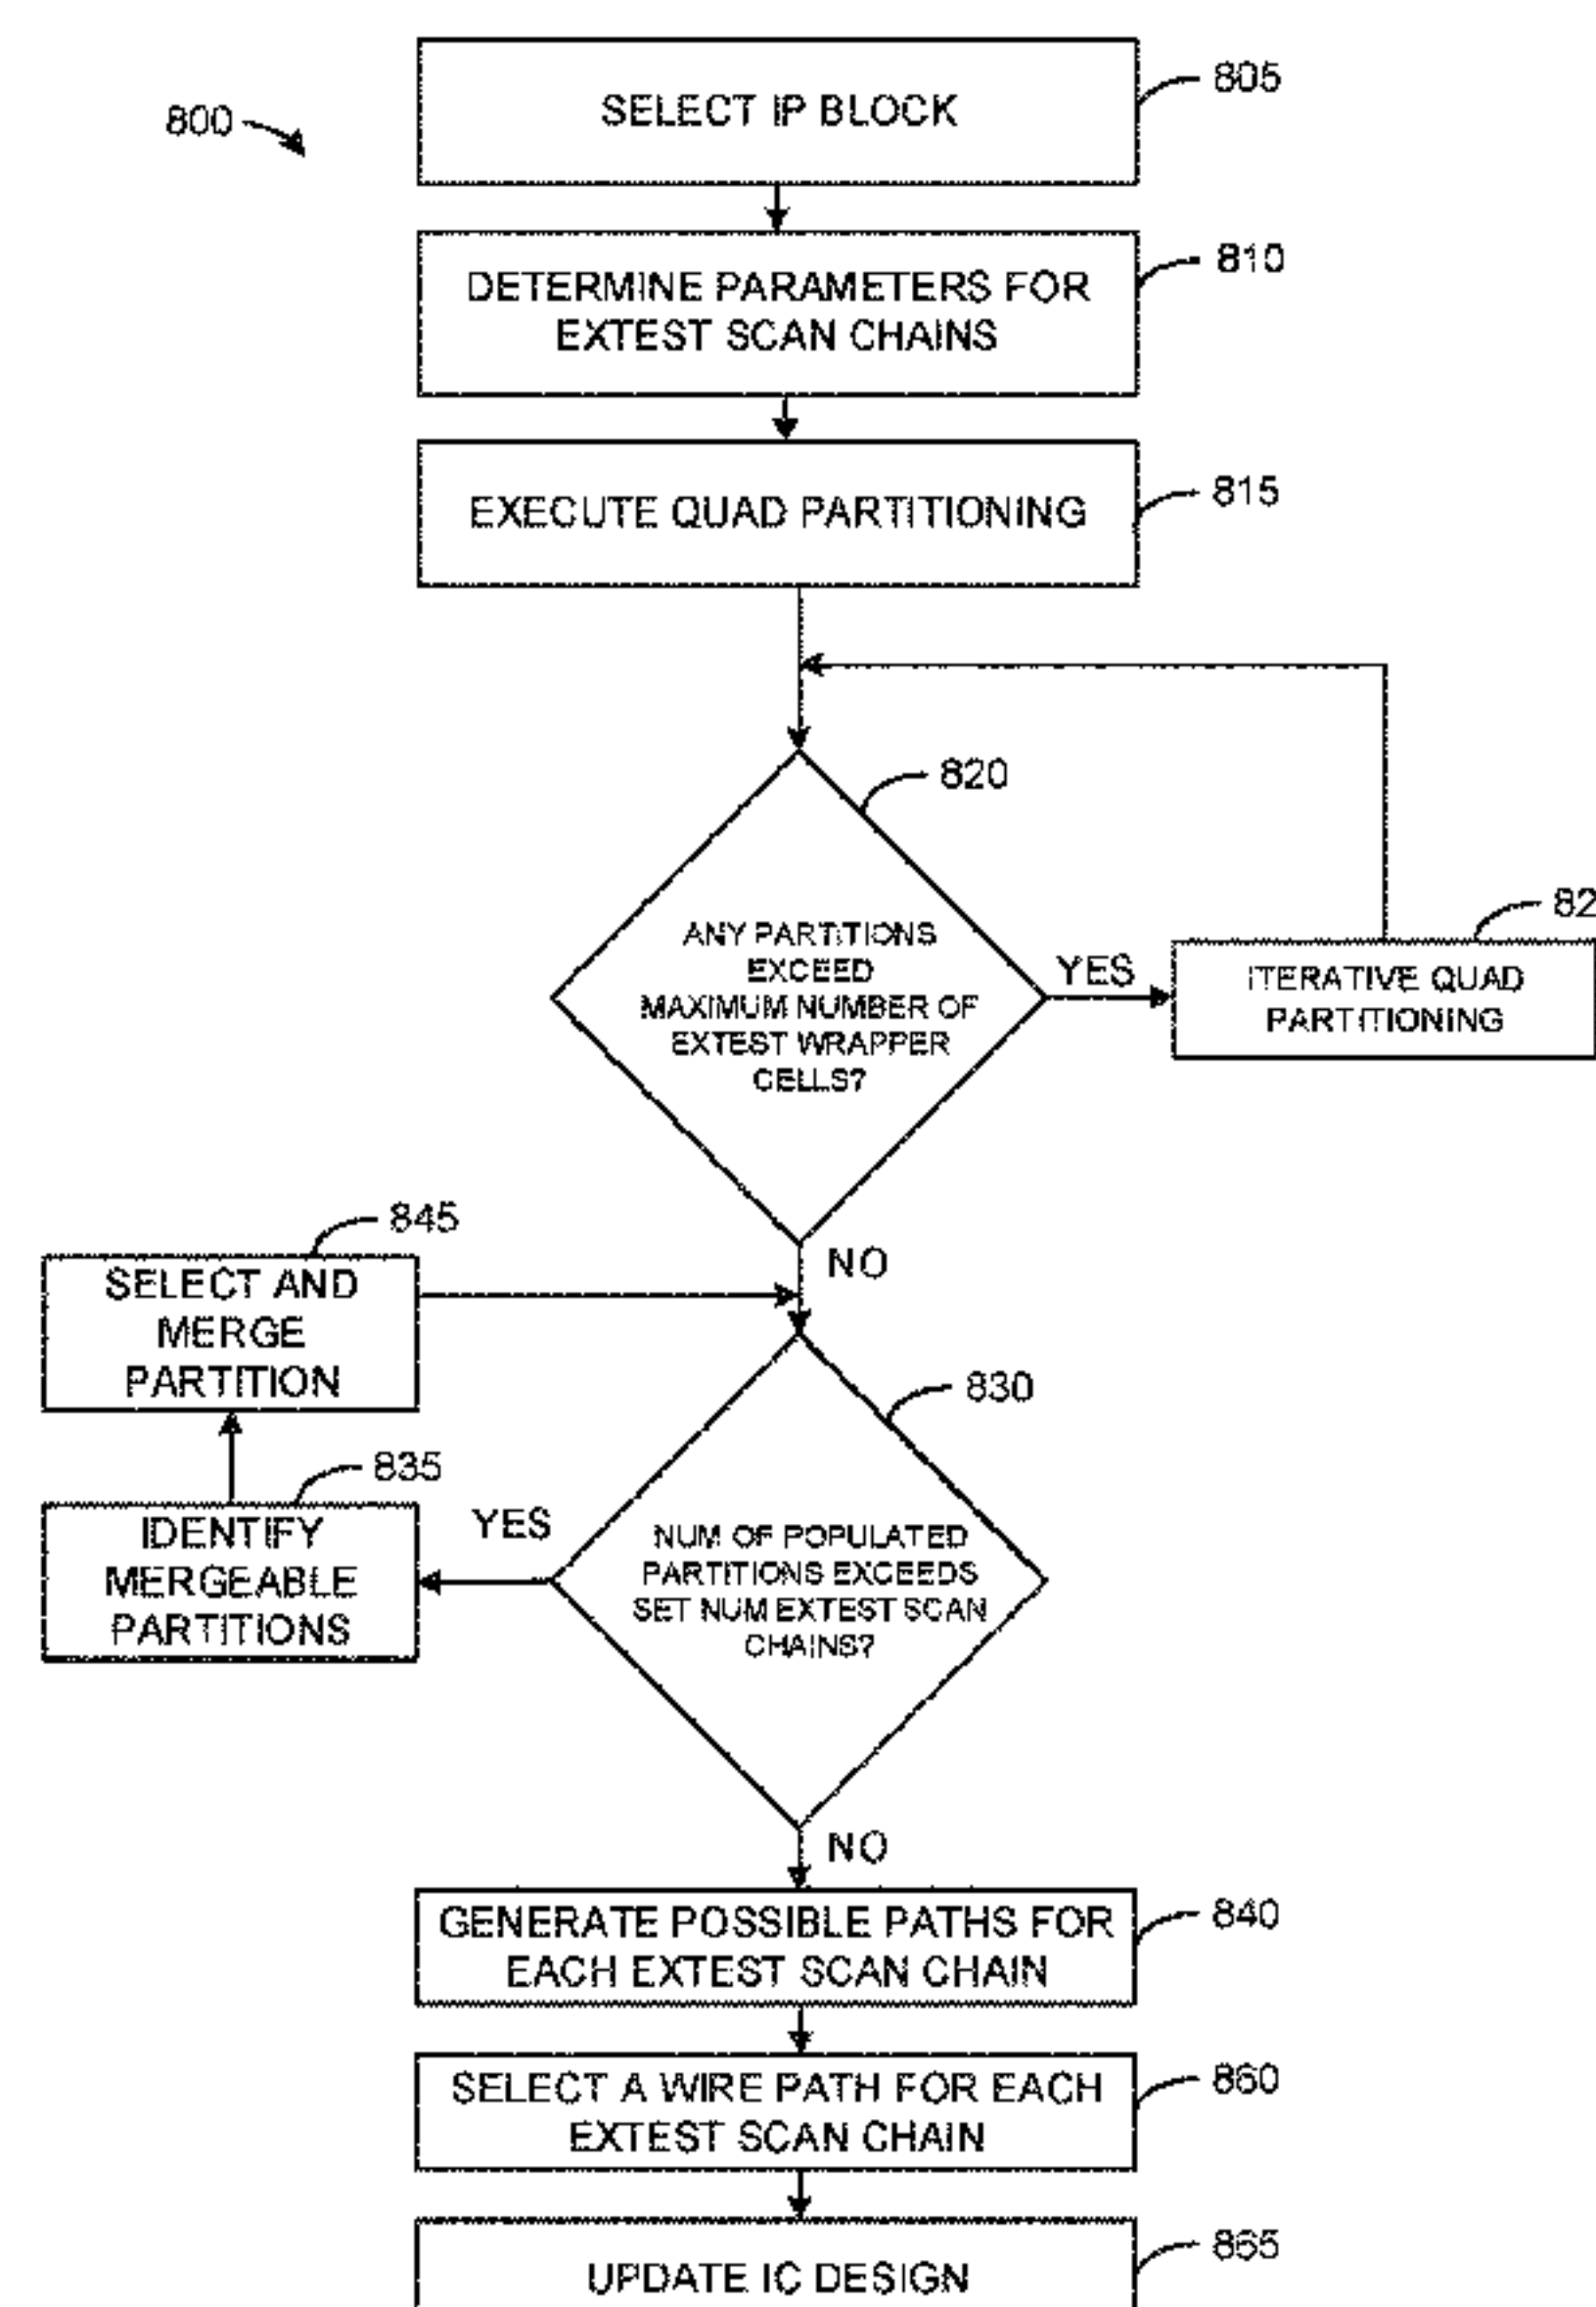 800
SELECT IP BLOCK
805
DETERMINE PARAMETERS FOR
EXTEST SCAN CHAINS
810
EXECUTE QUAD PARTITIONING
815
820
ANY PARTITIONS
EXCEED
MAXIMUM NUMBER OF
EXTEST WRAPPER
CELLS?
YES
82
ITERATIVE QUAD
PARTITIONING
NO
845
SELECT AND
MERGE
PARTITION
830
835
IDENTIFY
MERGEABLE
PARTITIONS
YES
NUM OF POPULATED
PARTITIONS EXCEEDS
SET NUM EXTEST SCAN
CHAINS?
NO
GENERATE POSSIBLE PATHS FOR
EACH EXTEST SCAN CHAIN
840
SELECT A WIRE PATH FOR EACH
EXTEST SCAN CHAIN
860
UPDATE IC DESIGN
865